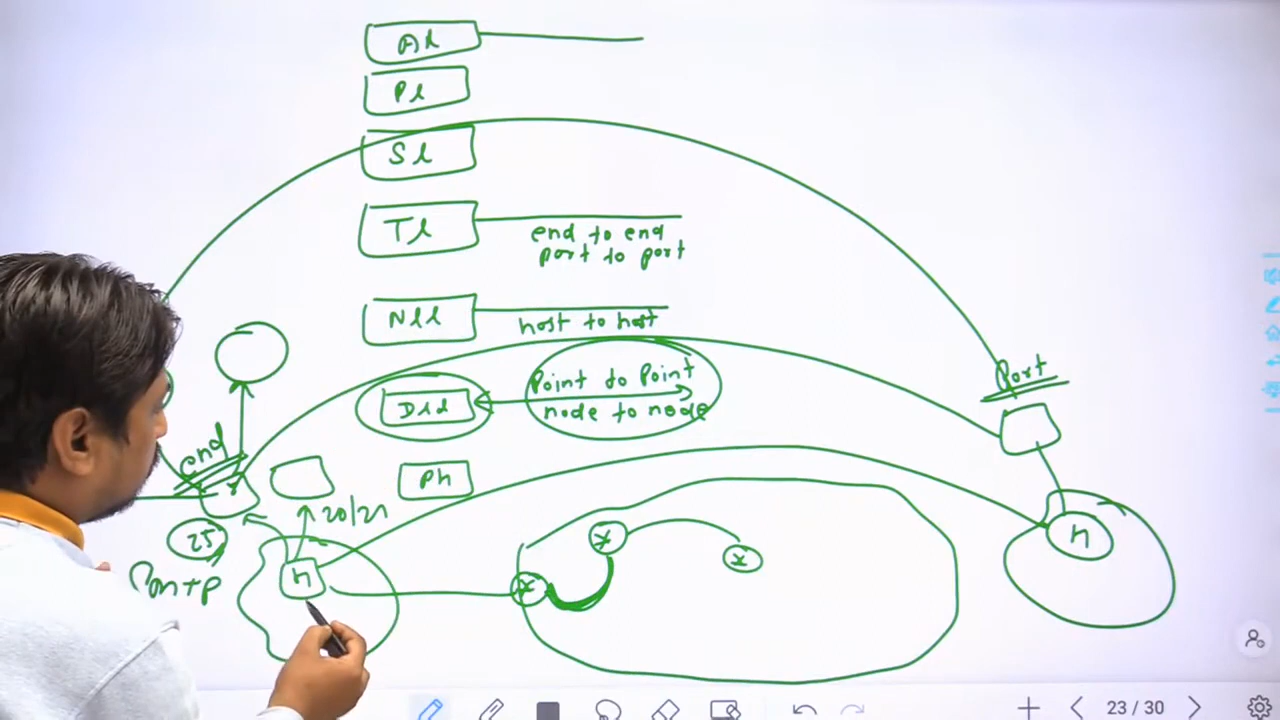 Al
Pl
Sl
Tl
end to end
port to port
Nll
host to host
Point to Point
Dld
node to node
Port
end
Ph
20/21
25
h
h
23 / 30